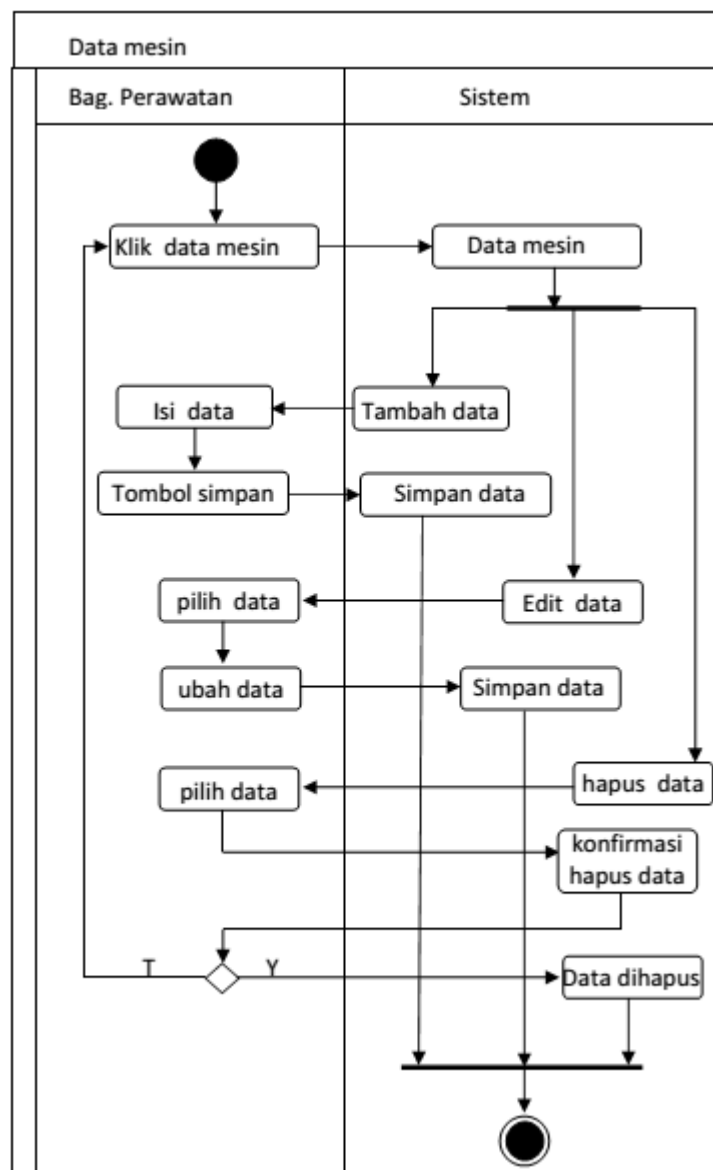 Data mesin
Bag. Perawatan
Sistem
Klik data mesin
Data mesin
Isi data
Tambah data
Tombol simpan
Simpan data
pilih data
Edit data
ubah data
Simpan data
pilih data
hapus data
konfirmasi
hapus data
T
Y
Data dihapus